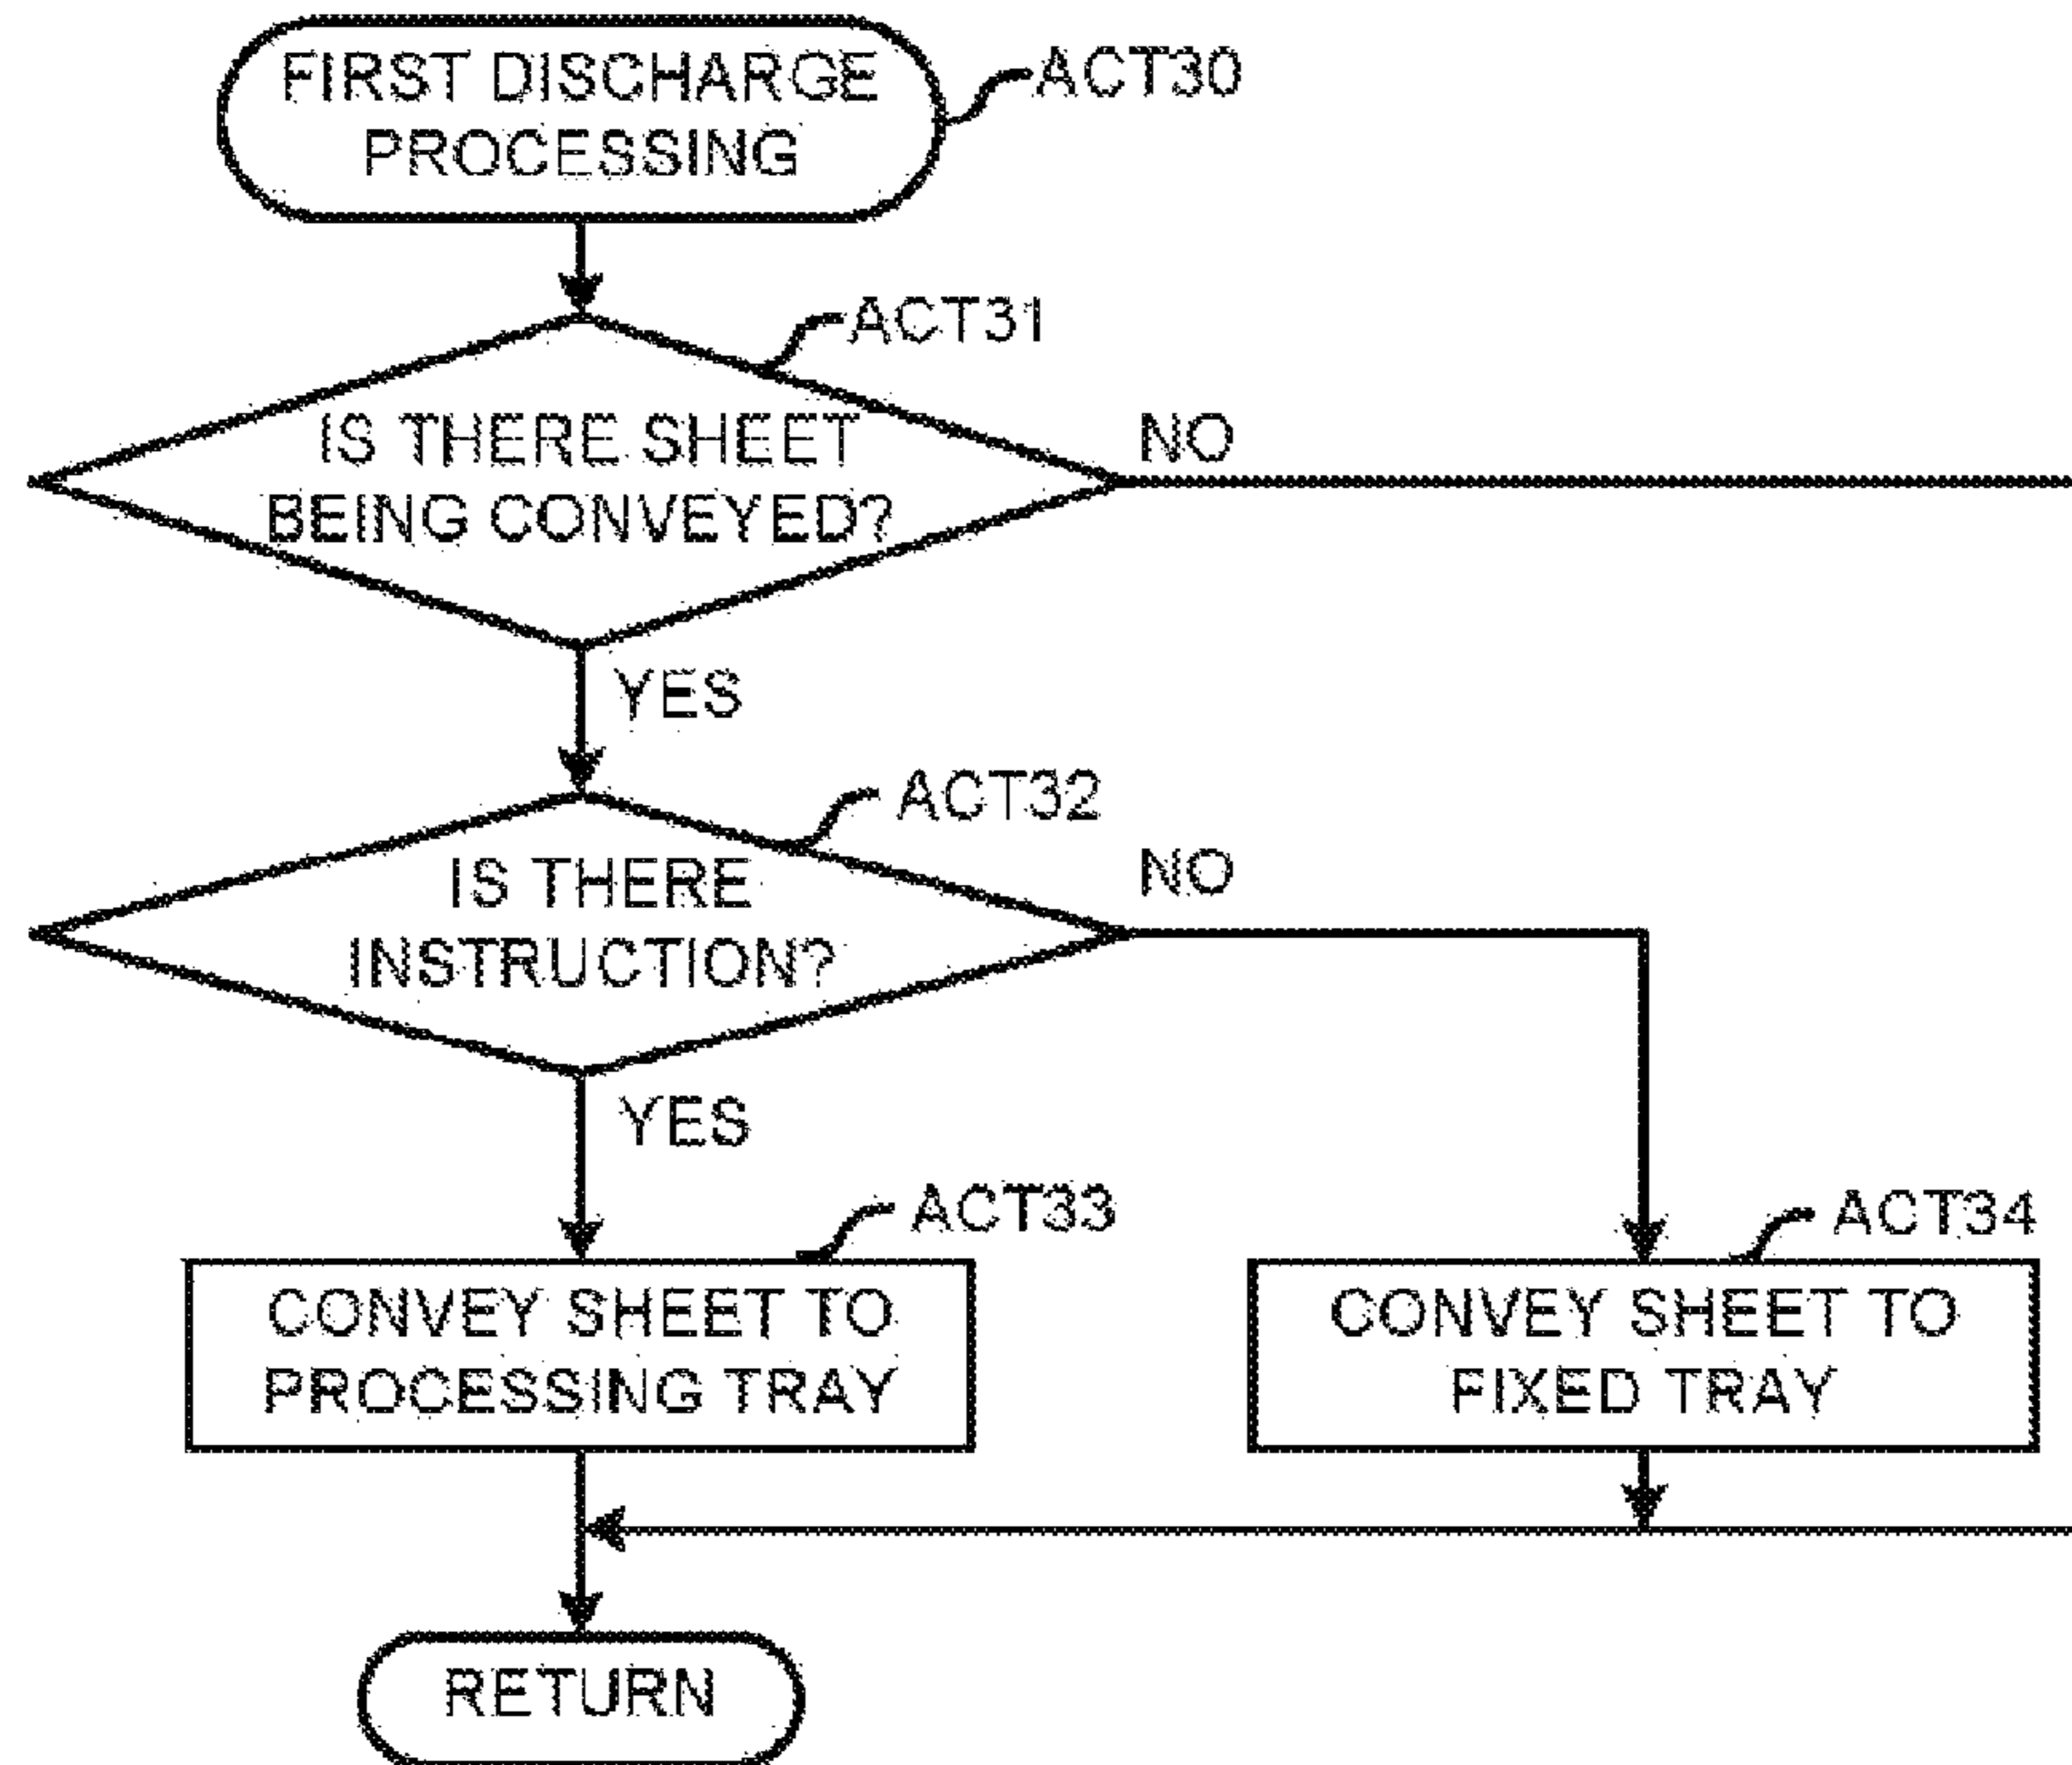 FIRST DISCHARGE
PROCESSING
ACT30
ACT31
IS THERE SHEET
BEING CONVEYED?
NO
YES
ACT32
IS THERE
INSTRUCTION?
NO
YES
ACT33
CONVEY SHEET TO
PROCESSING TRAY
ACT34
CONVEY SHEET TO
FIXED TRAY
RETURN